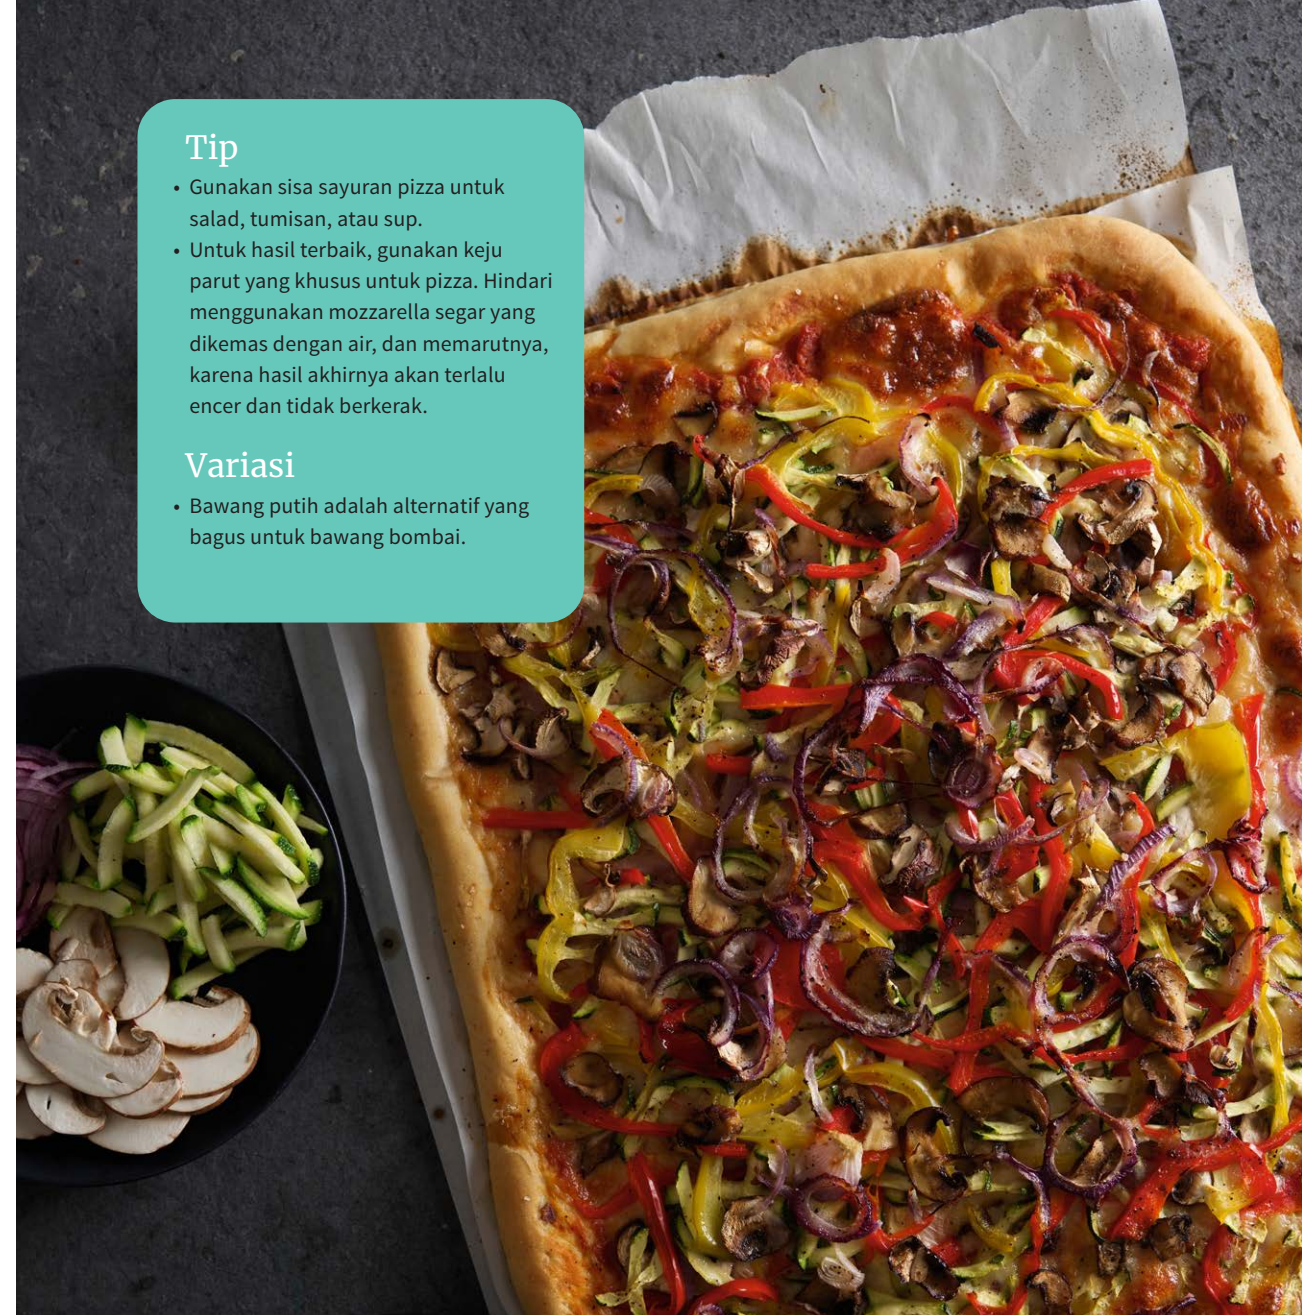 Tip
• Gunakan sisa sayuran pizza untuk
salad, tumisan, atau sup.
• Untuk hasil terbaik, gunakan keju
parut yang khusus untuk pizza. Hindari
menggunakan mozzarella segar yang
dikemas dengan air, dan memarutnya,
karena hasil akhirnya akan terlalu
encer dan tidak berkerak.
Variasi
• Bawang putih adalah alternatif yang
bagus untuk bawang bombai.